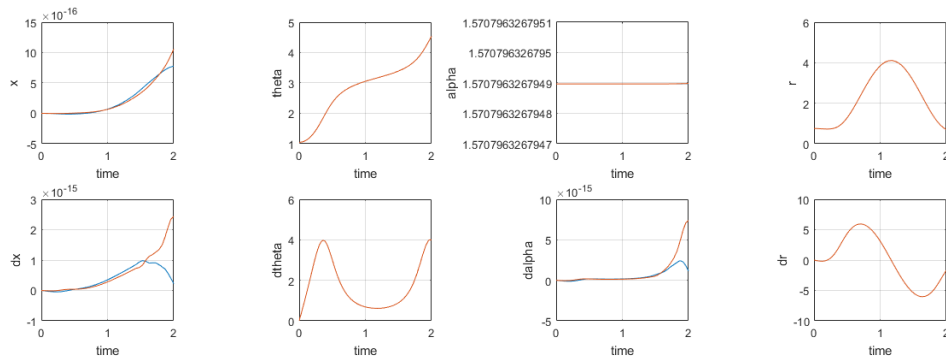 ×10^-16
15
10
5
0
-5
x
0 1 2
time
5
4
3
2
1
theta
0 1 2
time
1.5707963267951
1.570796326795
1.5707963267949
1.5707963267948
1.5707963267947
alpha
0 1 2
time
6
4
2
0
r
0 1 2
time
×10^-15
3
2
1
0
-1
dx
0 1 2
time
6
4
2
0
dtheta
0 1 2
time
×10^-15
10
5
0
-5
dalpha
0 1 2
time
10
5
0
-5
-10
dr
0 1 2
time